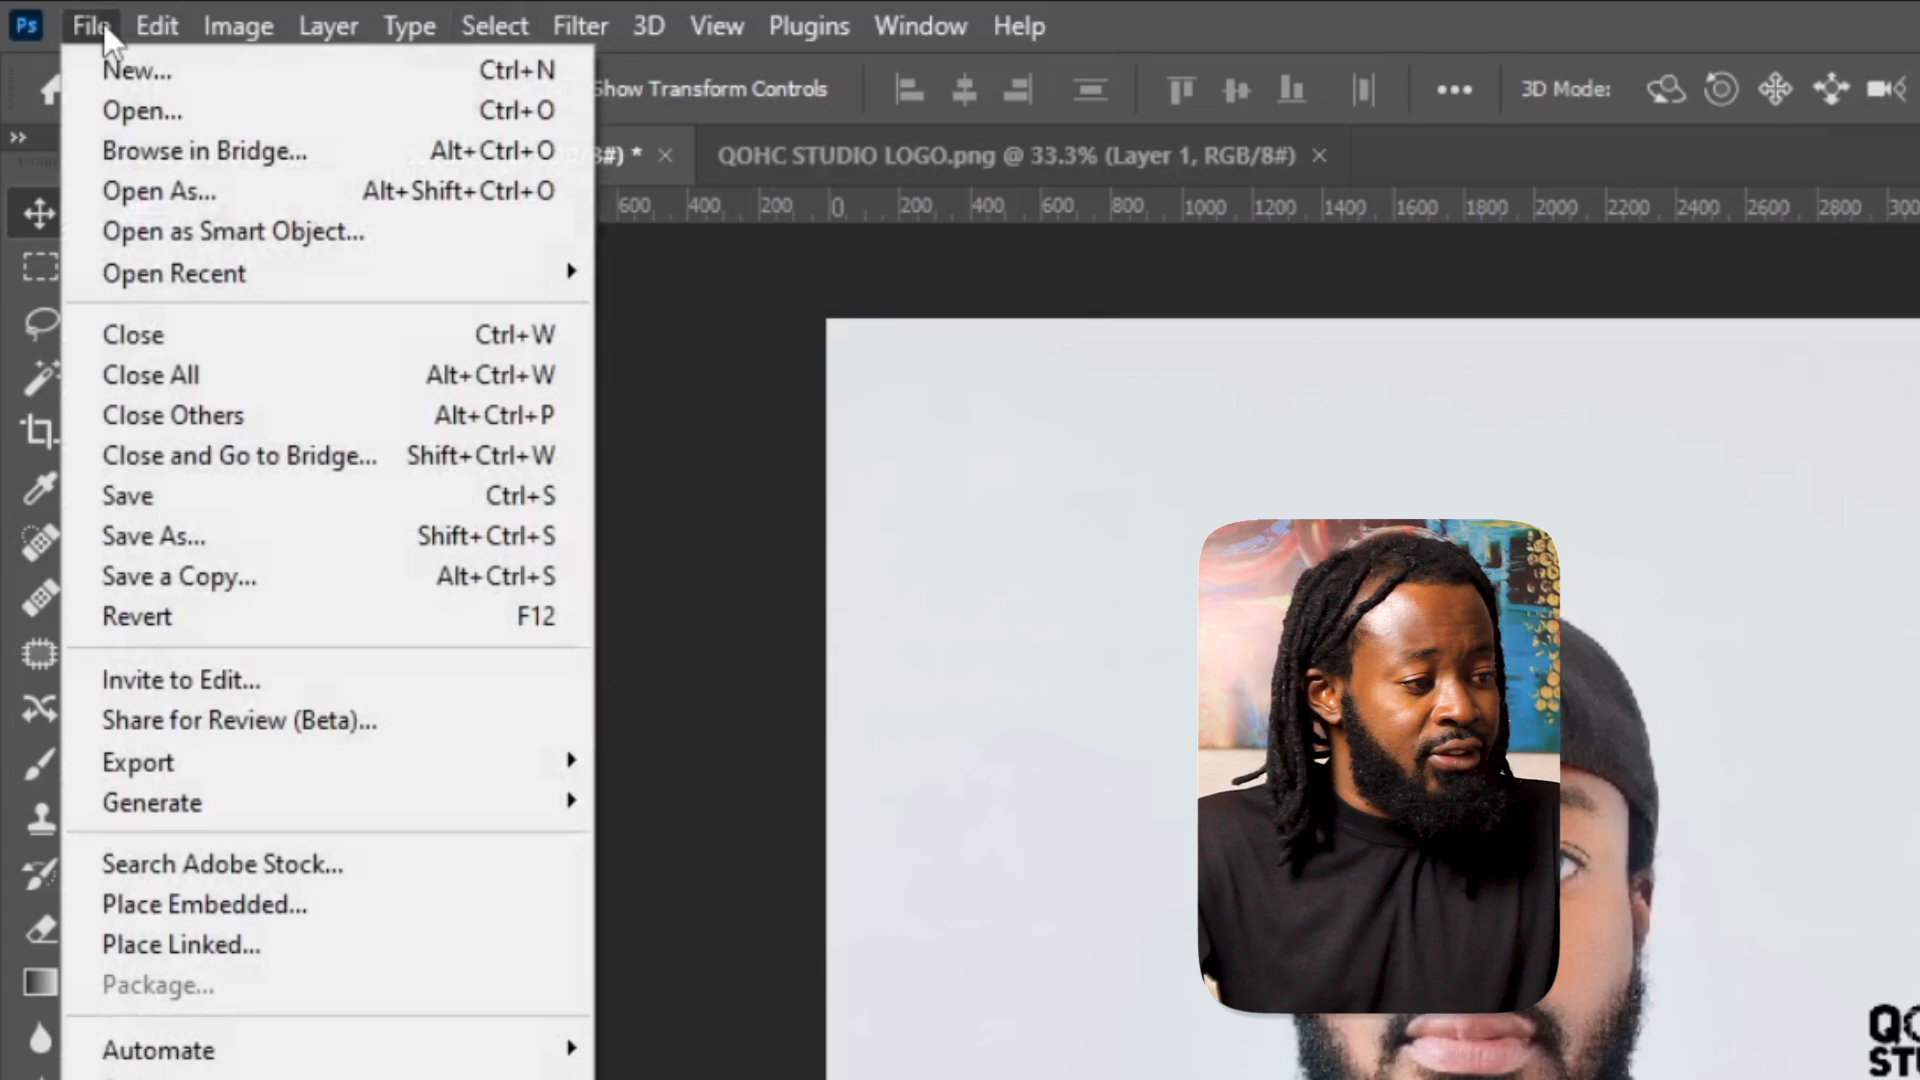 Ps File Edit Image Layer Type Select Filter 3D View Plugins Window Help
Show Transform Controls 3D Mode:
8#) * × QOHC STUDIO LOGO.png @ 33.3% (Layer 1, RGB/8#) ×
600 400 200 0 200 400 600 800 1000 1200 1400 1600 1800 2000 2200 2400 2600 2800 300
New... Ctrl+N
Open... Ctrl+O
Browse in Bridge... Alt+Ctrl+O
Open As... Alt+Shift+Ctrl+O
Open as Smart Object...
Open Recent
Close Ctrl+W
Close All Alt+Ctrl+W
Close Others Alt+Ctrl+P
Close and Go to Bridge... Shift+Ctrl+W
Save Ctrl+S
Save As... Shift+Ctrl+S
Save a Copy... Alt+Ctrl+S
Revert F12
Invite to Edit...
Share for Review (Beta)...
Export
Generate
Search Adobe Stock...
Place Embedded...
Place Linked...
Package...
Automate
QO
STU